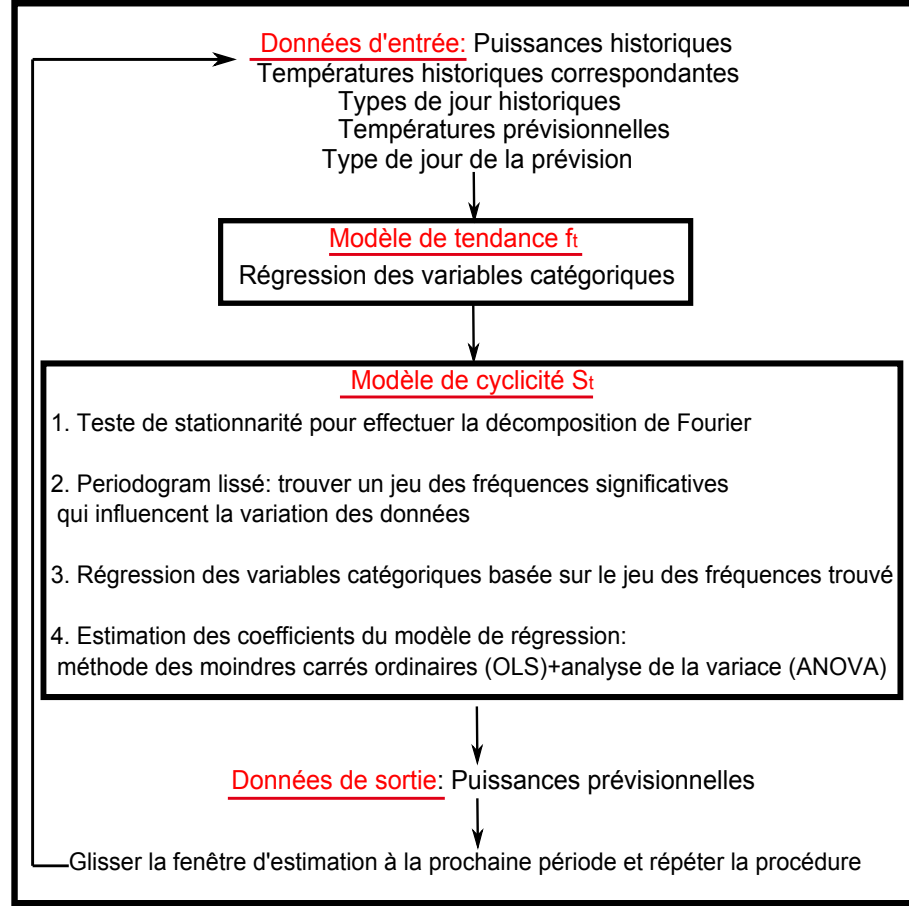 Données d'entrée: Puissances historiques
Températures historiques correspondantes
Types de jour historiques
Températures prévisionnelles
Type de jour de la prévision
Modèle de tendance ft
Régression des variables catégoriques
Modèle de cyclicité St
1. Teste de stationnarité pour effectuer la décomposition de Fourier
2. Periodogram lissé: trouver un jeu des fréquences significatives
qui influencent la variation des données
3. Régression des variables catégoriques basée sur le jeu des fréquences trouvé
4. Estimation des coefficients du modèle de régression:
méthode des moindres carrés ordinaires (OLS)+analyse de la variace (ANOVA)
Données de sortie: Puissances prévisionnelles
Glisser la fenêtre d'estimation à la prochaine période et répéter la procédure